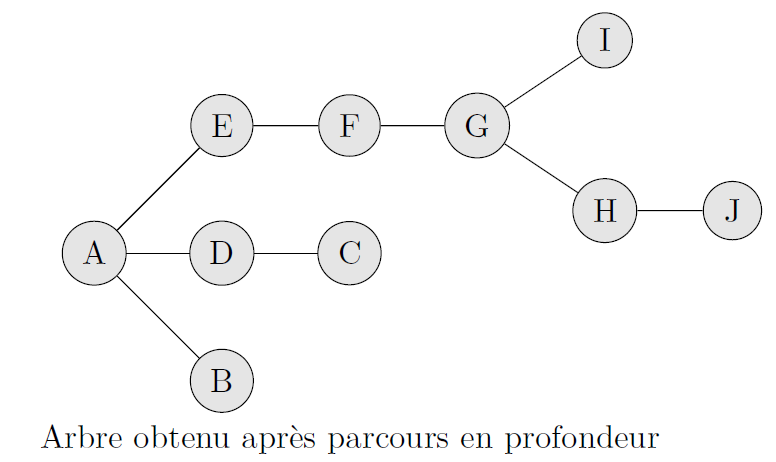 I
E F G
H J
A D C
B
Arbre obtenu après parcours en profondeur